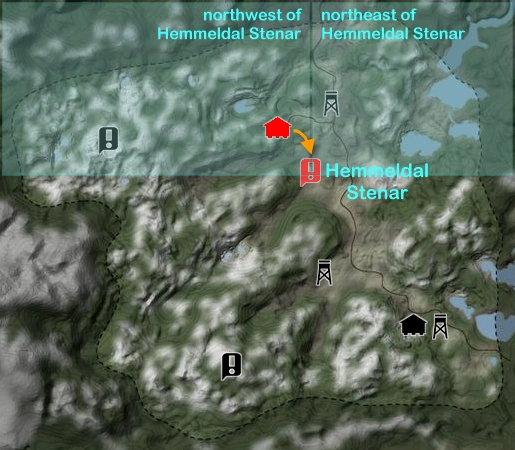 northwest of
Hemmeldal Stenar
northeast of
Hemmeldal Stenar
Hemmeldal
Stenar